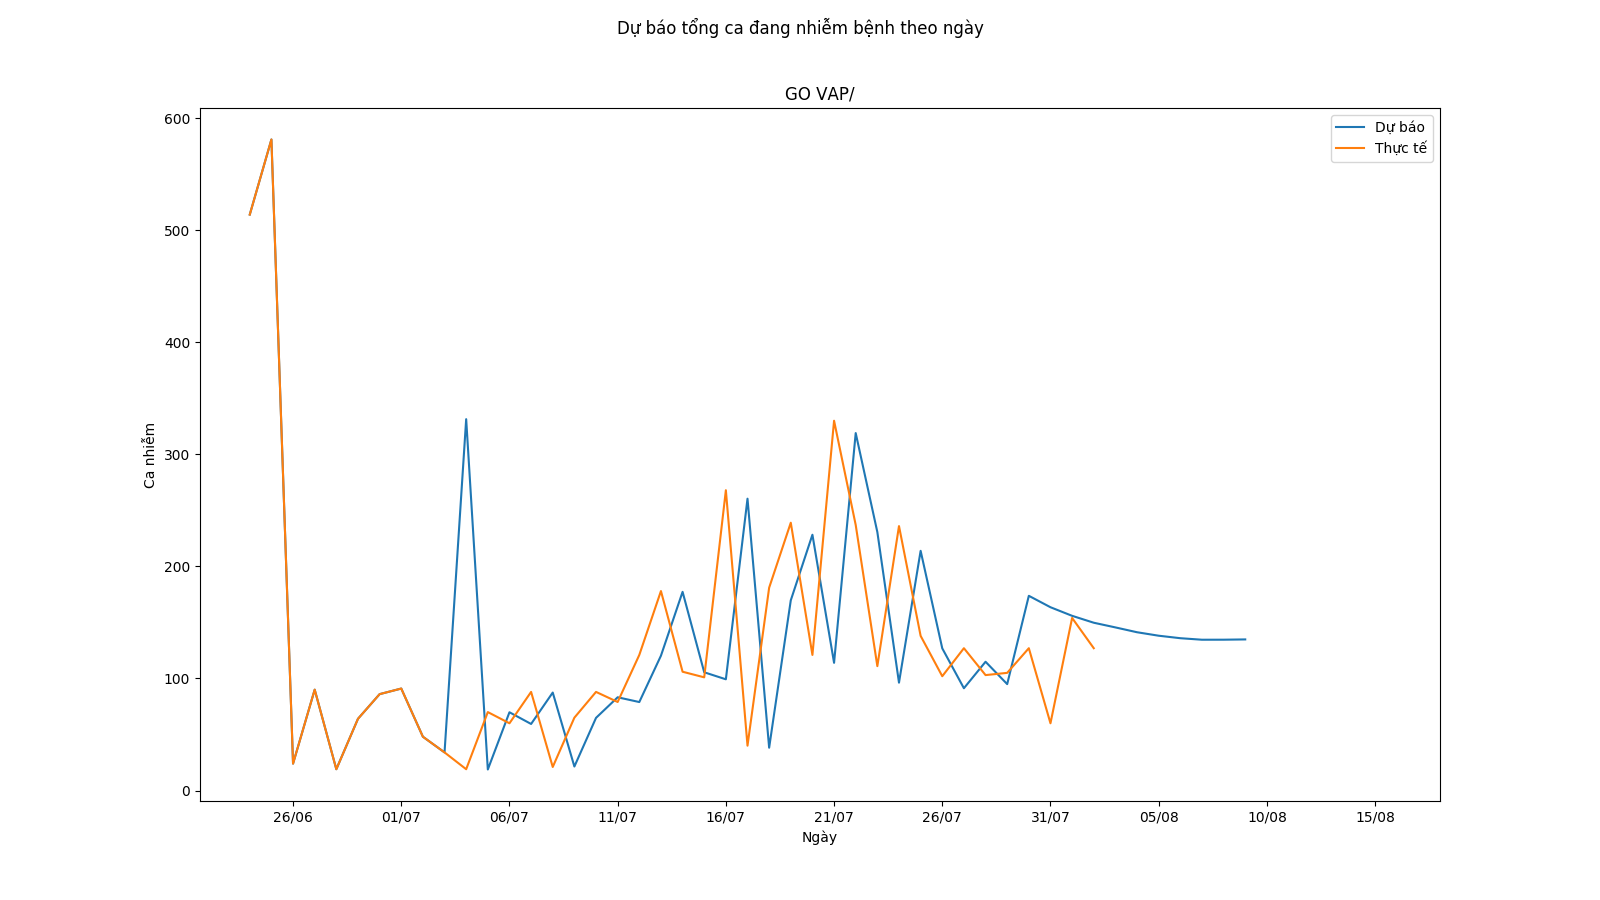 Dự báo tổng ca đang nhiễm bệnh theo ngày
GO VAP/
Dự báo
Thực tế
600
500
400
300
200
100
0
Ca nhiễm
26/06 01/07 06/07 11/07 16/07 21/07 26/07 31/07 05/08 10/08 15/08
Ngày